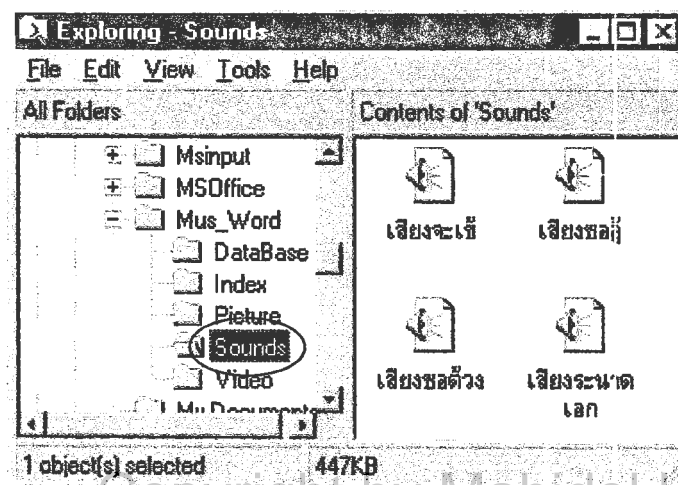 Exploring - Sounds
File Edit View Tools Help
All Folders
Contents of 'Sounds'
Msinput
MSOffice
Mus_Word
DataBase
Index
Picture
Sounds
Video
My Documents
เสียงจะเข้
เสียงซออู้
เสียงซอด้วง
เสียงระนาด
เอก
1 object(s) selected
447KB